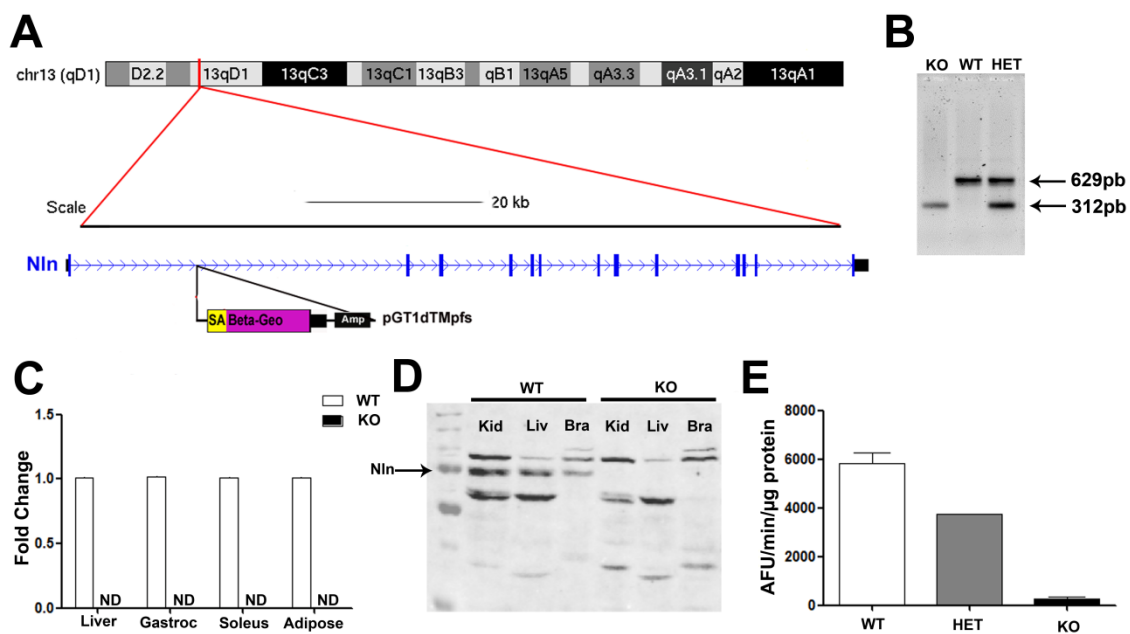 A
chr13 (qD1) D2.2 13qD1 13qC3 13qC1 13qB3 qB1 13qA5 qA3.3 qA3.1 qA2 13qA1
Scale
20 kb
Nln
SA Beta-Geo Amp pGT1dTMpfs
B
KO WT HET
629pb
312pb
C
WT
KO
Fold Change
1.5
1.0
0.5
0.0
ND ND ND ND
Liver Gastroc Soleus Adipose
D
WT KO
Kid Liv Bra Kid Liv Bra
Nln
E
AFU/min/µg protein
8000
6000
4000
2000
0
WT HET KO